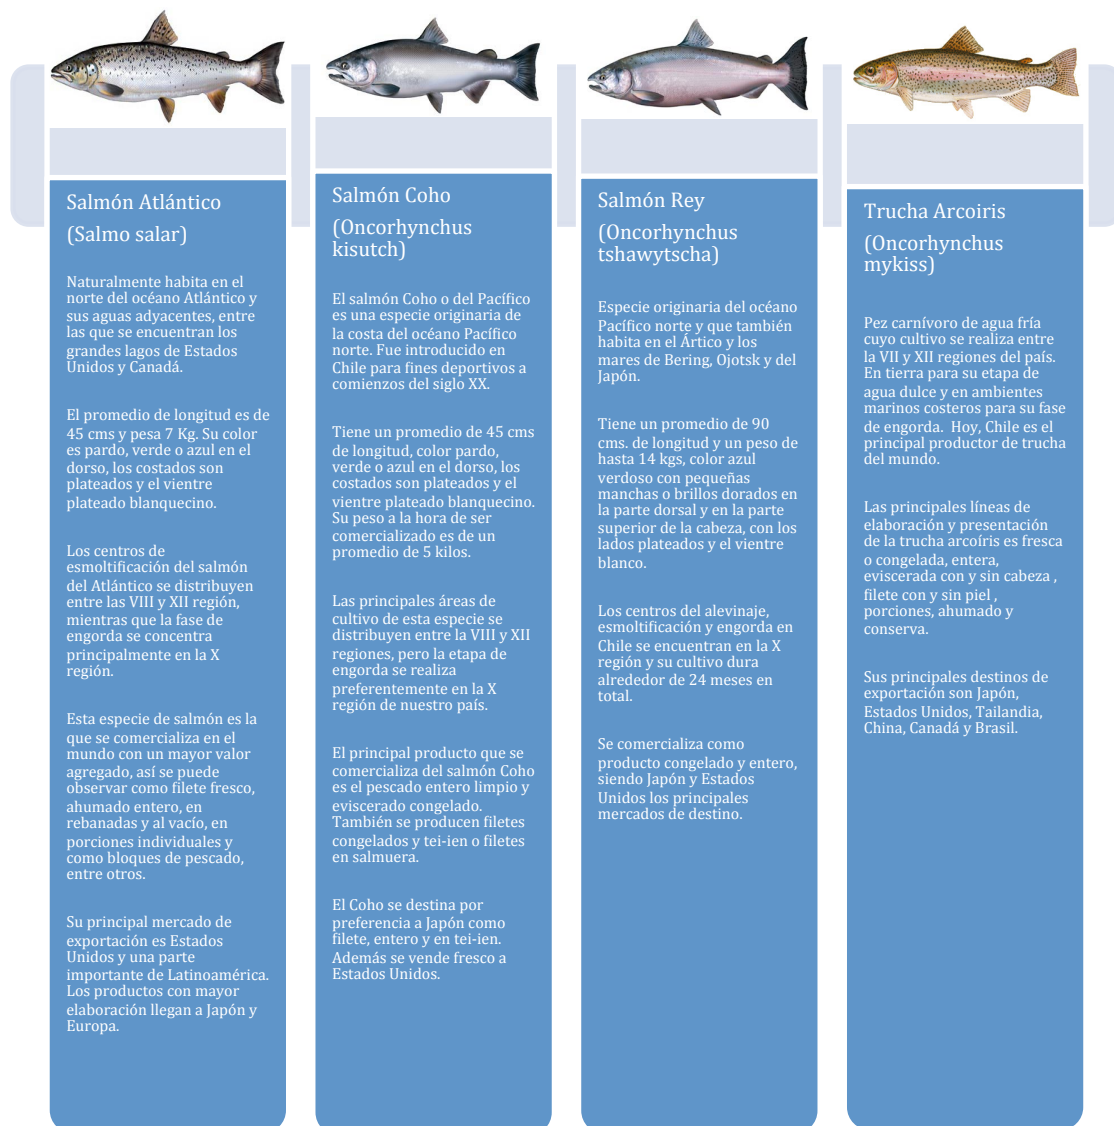 Salmón Atlántico
(Salmo salar)
Naturalmente habita en el
norte del océano Atlántico y
sus aguas adyacentes, entre
las que se encuentran los
grandes lagos de Estados
Unidos y Canadá.
El promedio de longitud es de
45 cms y pesa 7 Kg. Su color
es pardo, verde o azul en el
dorso, los costados son
plateados y el vientre
plateado blanquecino.
Los centros de
esmoltificación del salmón
del Atlántico se distribuyen
entre las VIII y XII región,
mientras que la fase de
engorda se concentra
principalmente en la X
región.
Esta especie de salmón es la
que se comercializa en el
mundo con un mayor valor
agregado, así se puede
observar como filete fresco,
ahumado entero, en
rebanadas y al vacío, en
porciones individuales y
como bloques de pescado,
entre otros.
Su principal mercado de
exportación es Estados
Unidos y una parte
importante de Latinoamérica.
Los productos con mayor
elaboración llegan a Japón y
Europa.
Salmón Coho
(Oncorhynchus
kisutch)
El salmón Coho o del Pacífico
es una especie originaria de
la costa del océano Pacífico
norte. Fue introducido en
Chile para fines deportivos a
comienzos del siglo XX.
Tiene un promedio de 45 cms
de longitud, color pardo,
verde o azul en el dorso, los
costados son plateados y el
vientre plateado blanquecino.
Su peso a la hora de ser
comercializado es de un
promedio de 5 kilos.
Las principales áreas de
cultivo de esta especie se
distribuyen entre la VIII y XII
regiones, pero la etapa de
engorda se realiza
preferentemente en la X
región de nuestro país.
El principal producto que se
comercializa del salmón Coho
es el pescado entero limpio y
eviscerado congelado.
También se producen filetes
congelados y tei-ien o filetes
en salmuera.
El Coho se destina por
preferencia a Japón como
filete, entero y en tei-ien.
Además se vende fresco a
Estados Unidos.
Salmón Rey
(Oncorhynchus
tshawytscha)
Especie originaria del océano
Pacífico norte y que también
habita en el Ártico y los
mares de Bering, Ojotsk y del
Japón.
Tiene un promedio de 90
cms. de longitud y un peso de
hasta 14 kgs, color azul
verdoso con pequeñas
manchas o brillos dorados en
la parte dorsal y en la parte
superior de la cabeza, con los
lados plateados y el vientre
blanco.
Los centros del alevinaje,
esmoltificación y engorda en
Chile se encuentran en la X
región y su cultivo dura
alrededor de 24 meses en
total.
Se comercializa como
producto congelado y entero,
siendo Japón y Estados
Unidos los principales
mercados de destino.
Trucha Arcoiris
(Oncorhynchus
mykiss)
Pez carnívoro de agua fría
cuyo cultivo se realiza entre
la VII y XII regiones del país.
En tierra para su etapa de
agua dulce y en ambientes
marinos costeros para su fase
de engorda.  Hoy, Chile es el
principal productor de trucha
del mundo.
Las principales líneas de
elaboración y presentación
de la trucha arcoíris es fresca
o congelada, entera,
eviscerada con y sin cabeza ,
filete con y sin piel ,
porciones, ahumado y
conserva.
Sus principales destinos de
exportación son Japón,
Estados Unidos, Tailandia,
China, Canadá y Brasil.